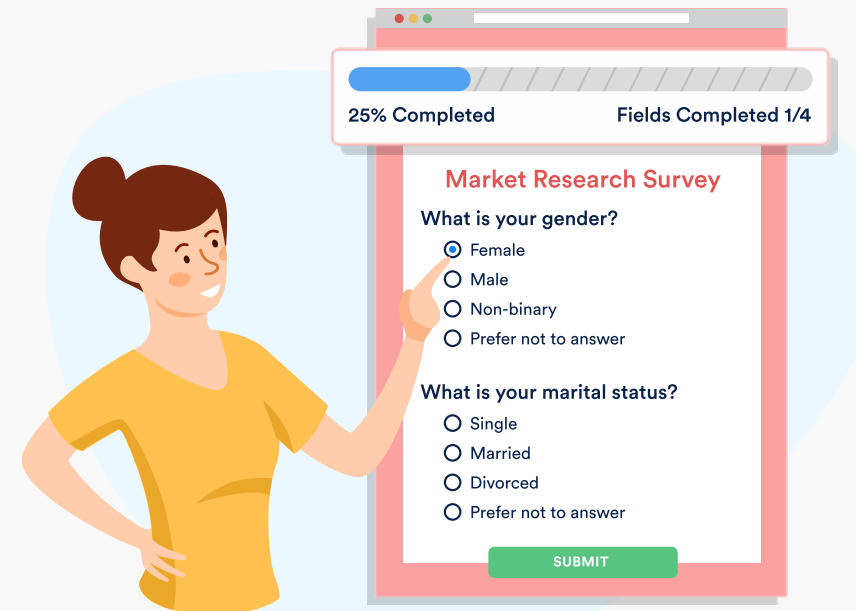 25% Completed
Fields Completed 1/4
Market Research Survey
What is your gender?
Female
Male
Non-binary
Prefer not to answer
What is your marital status?
Single
Married
Divorced
Prefer not to answer
SUBMIT